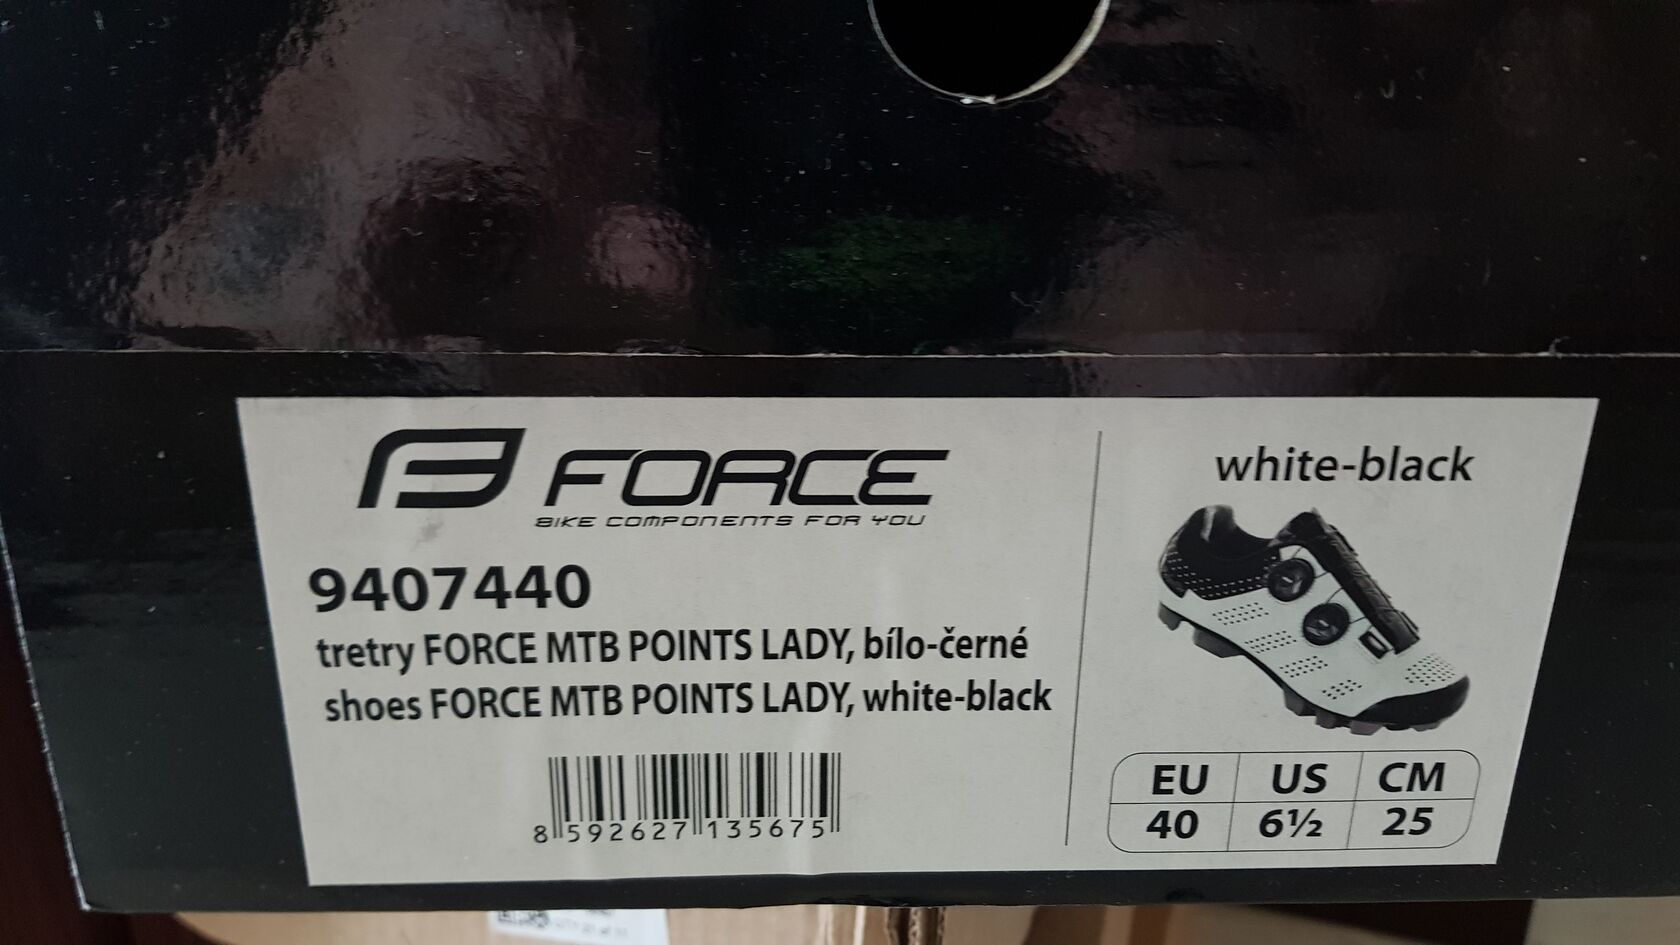 FORCE
BIKE COMPONENTS FOR YOU
9407440
tretry FORCE MTB POINTS LADY, bílo-černé
shoes FORCE MTB POINTS LADY, white-black
8 592627 135675
white-black
EU US CM
40 6½ 25